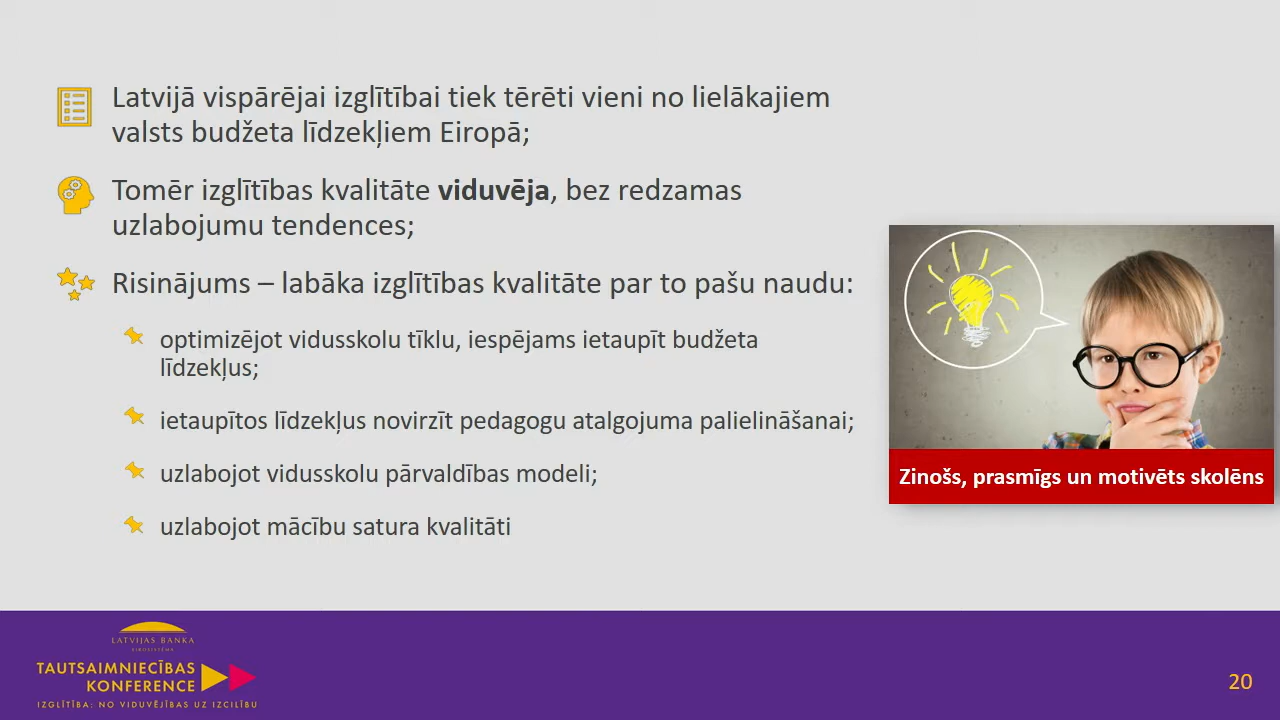 Latvijā vispārējai izglītībai tiek tērēti vieni no lielākajiem
valsts budžeta līdzekļiem Eiropā;
Tomēr izglītības kvalitāte viduvēja, bez redzamas
uzlabojumu tendences;
Risinājums – labāka izglītības kvalitāte par to pašu naudu:
optimizējot vidusskolu tīklu, iespējams ietaupīt budžeta
līdzekļus;
ietaupītos līdzekļus novirzīt pedagogu atalgojuma palielināšanai;
uzlabojot vidusskolu pārvaldības modeli;
uzlabojot mācību satura kvalitāti
Zinošs, prasmīgs un motivēts skolēns
LATVIJAS BANKA
EIROSISTĒMA
TAUTSAIMNIECĪBAS
KONFERENCE
IZGLĪTĪBA: NO VIDUVĒJĪBAS UZ IZCILĪBU
20